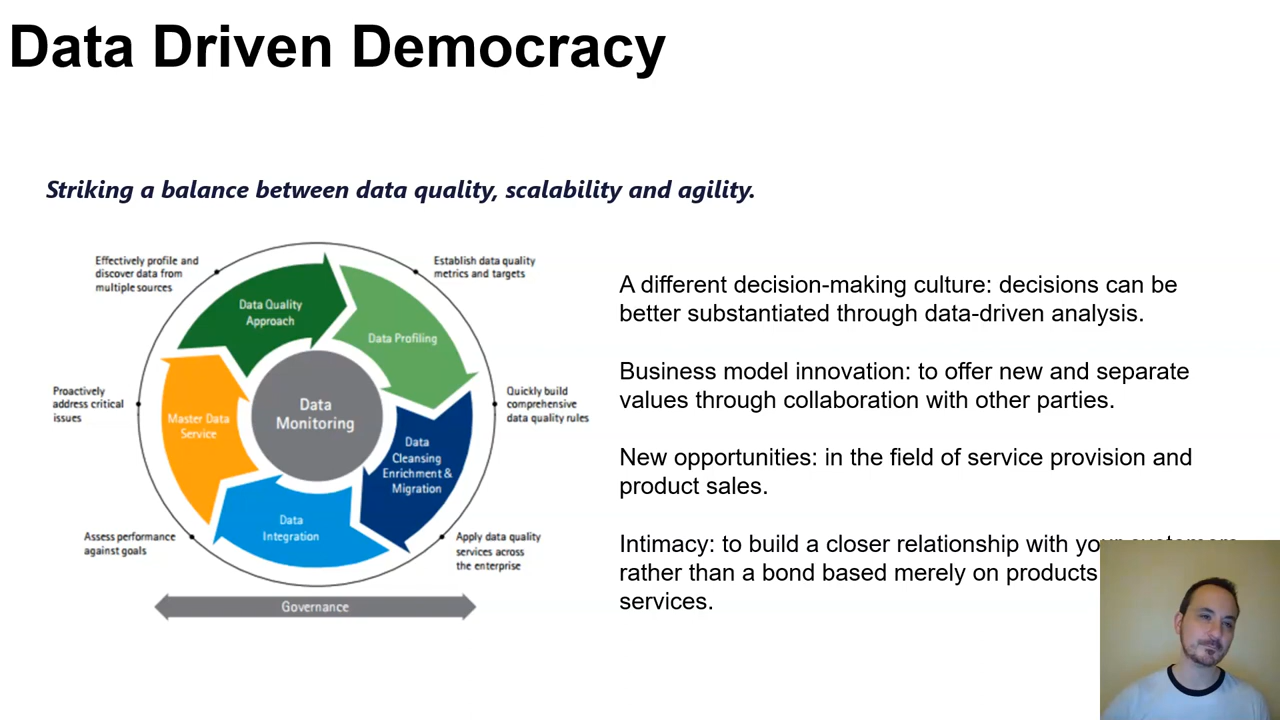 Data Driven Democracy
Striking a balance between data quality, scalability and agility.
Effectively profile and
discover data from
multiple sources
Establish data quality
metrics and targets
Data Quality
Approach
Data Profiling
Proactively
address critical
issues
Quickly build
comprehensive
data quality rules
Data
Monitoring
Master Data
Service
Data
Cleansing
Enrichment &
Migration
Data
Integration
Assess performance
against goals
Apply data quality
services across
the enterprise
Governance
A different decision-making culture: decisions can be
better substantiated through data-driven analysis.
Business model innovation: to offer new and separate
values through collaboration with other parties.
New opportunities: in the field of service provision and
product sales.
Intimacy: to build a closer relationship with your customers
rather than a bond based merely on products
services.